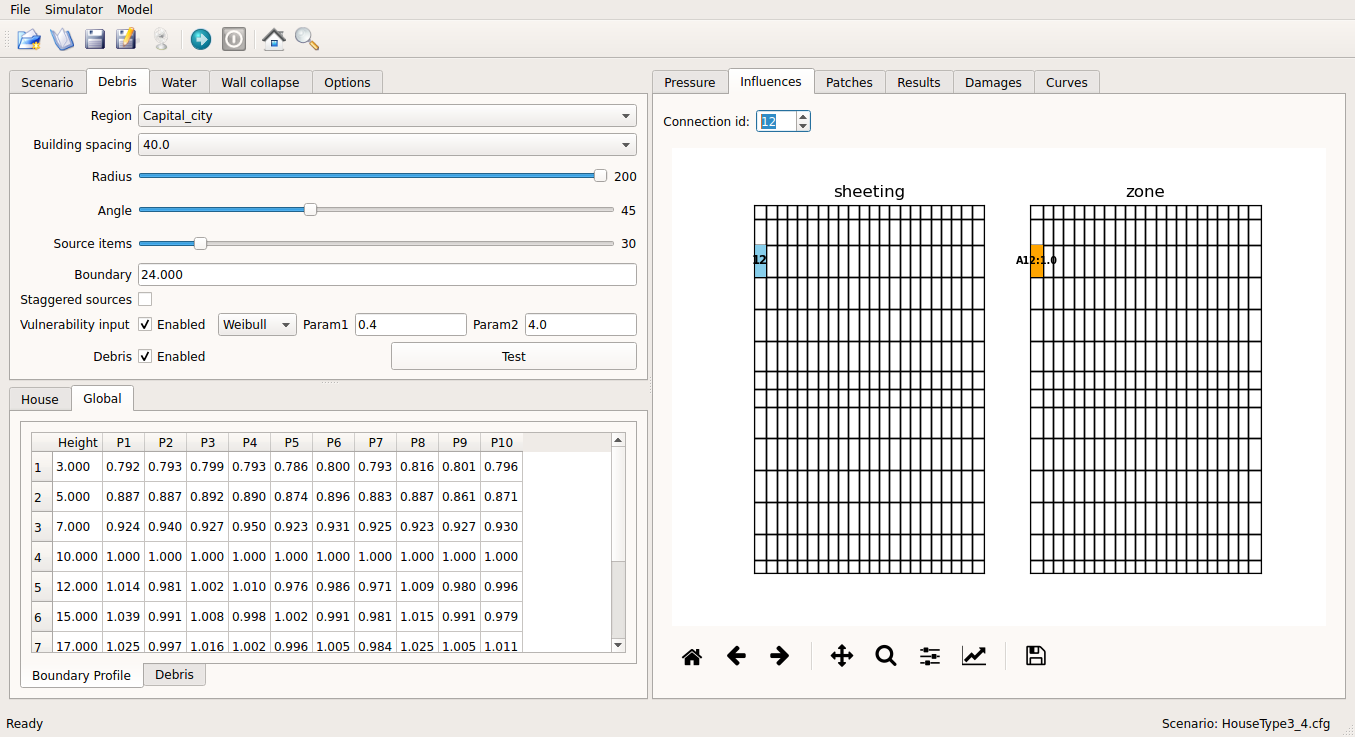 File Simulator Model
Scenario Debris Water Wall collapse Options
Region Capital_city
Building spacing 40.0
Radius 200
Angle 45
Source items 30
Boundary 24.000
Staggered sources
Vulnerability input Enabled Weibull Param1 0.4 Param2 4.0
Debris Enabled Test
House Global
Height P1 P2 P3 P4 P5 P6 P7 P8 P9 P10
1 3.000 0.792 0.793 0.799 0.793 0.786 0.800 0.793 0.816 0.801 0.796
2 5.000 0.887 0.887 0.892 0.890 0.874 0.896 0.883 0.887 0.861 0.871
3 7.000 0.924 0.940 0.927 0.950 0.923 0.931 0.925 0.923 0.927 0.930
4 10.000 1.000 1.000 1.000 1.000 1.000 1.000 1.000 1.000 1.000 1.000
5 12.000 1.014 0.981 1.002 1.010 0.976 0.986 0.971 1.009 0.980 0.996
6 15.000 1.039 0.991 1.008 0.998 1.002 0.991 0.981 1.015 0.991 0.979
7 17.000 1.025 0.997 1.016 1.002 0.996 1.005 0.984 1.025 1.005 1.011
Boundary Profile Debris
Pressure Influences Patches Results Damages Curves
Connection id: 12
sheeting zone
12 A12:1.0
Ready Scenario: HouseType3_4.cfg